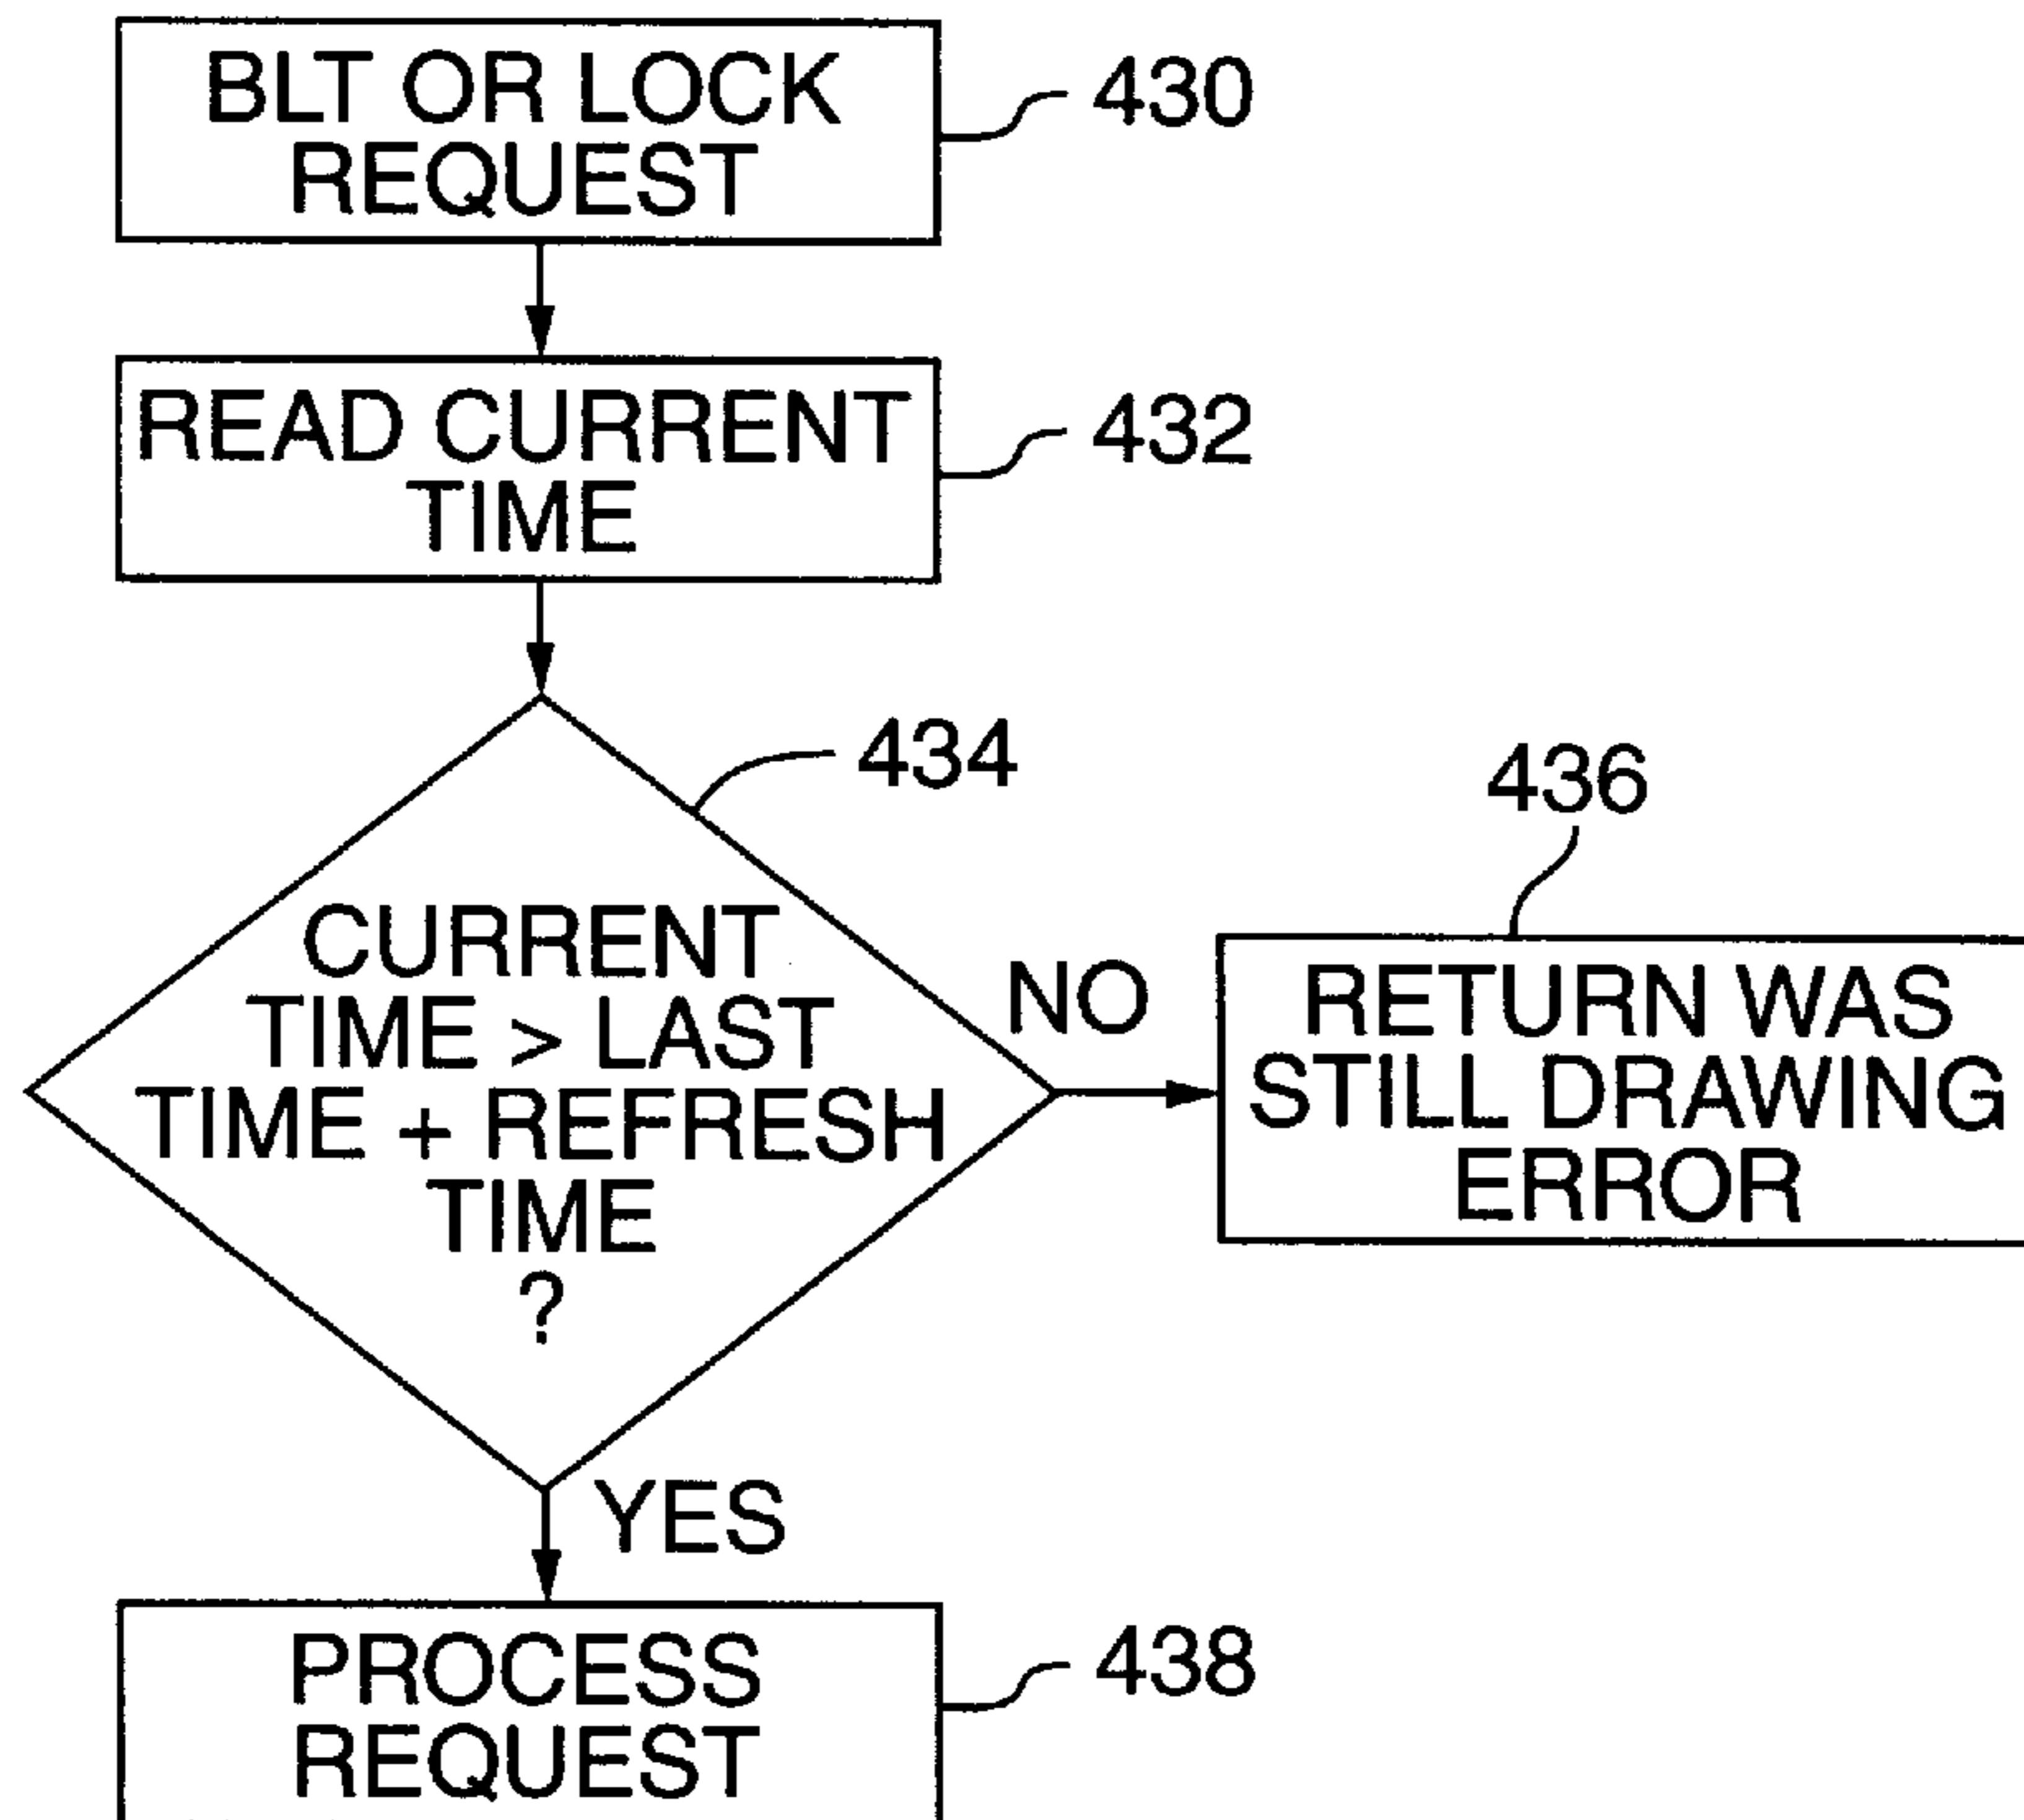 BLT OR LOCK
REQUEST
430
READ CURRENT
TIME
432
434
CURRENT
TIME > LAST
TIME + REFRESH
TIME
?
NO
436
RETURN WAS
STILL DRAWING
ERROR
YES
PROCESS
REQUEST
438